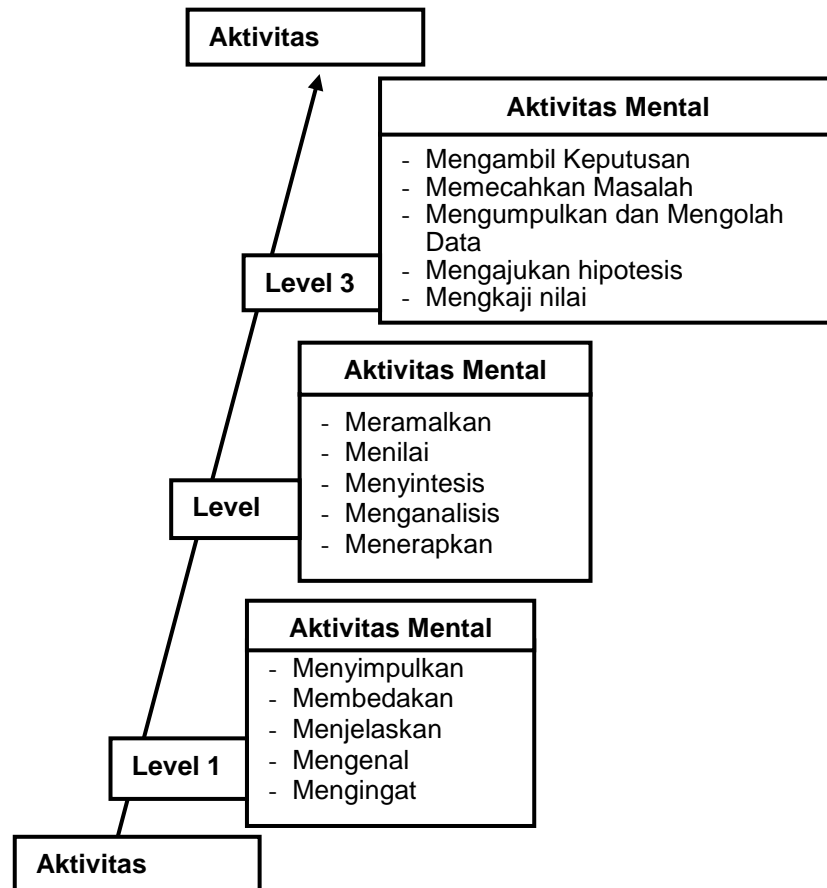 Aktivitas
Aktivitas Mental
- Mengambil Keputusan
- Memecahkan Masalah
- Mengumpulkan dan Mengolah
Data
- Mengajukan hipotesis
- Mengkaji nilai
Level 3
Aktivitas Mental
- Meramalkan
- Menilai
- Menyintesis
- Menganalisis
- Menerapkan
Level
Aktivitas Mental
- Menyimpulkan
- Membedakan
- Menjelaskan
- Mengenal
- Mengingat
Level 1
Aktivitas